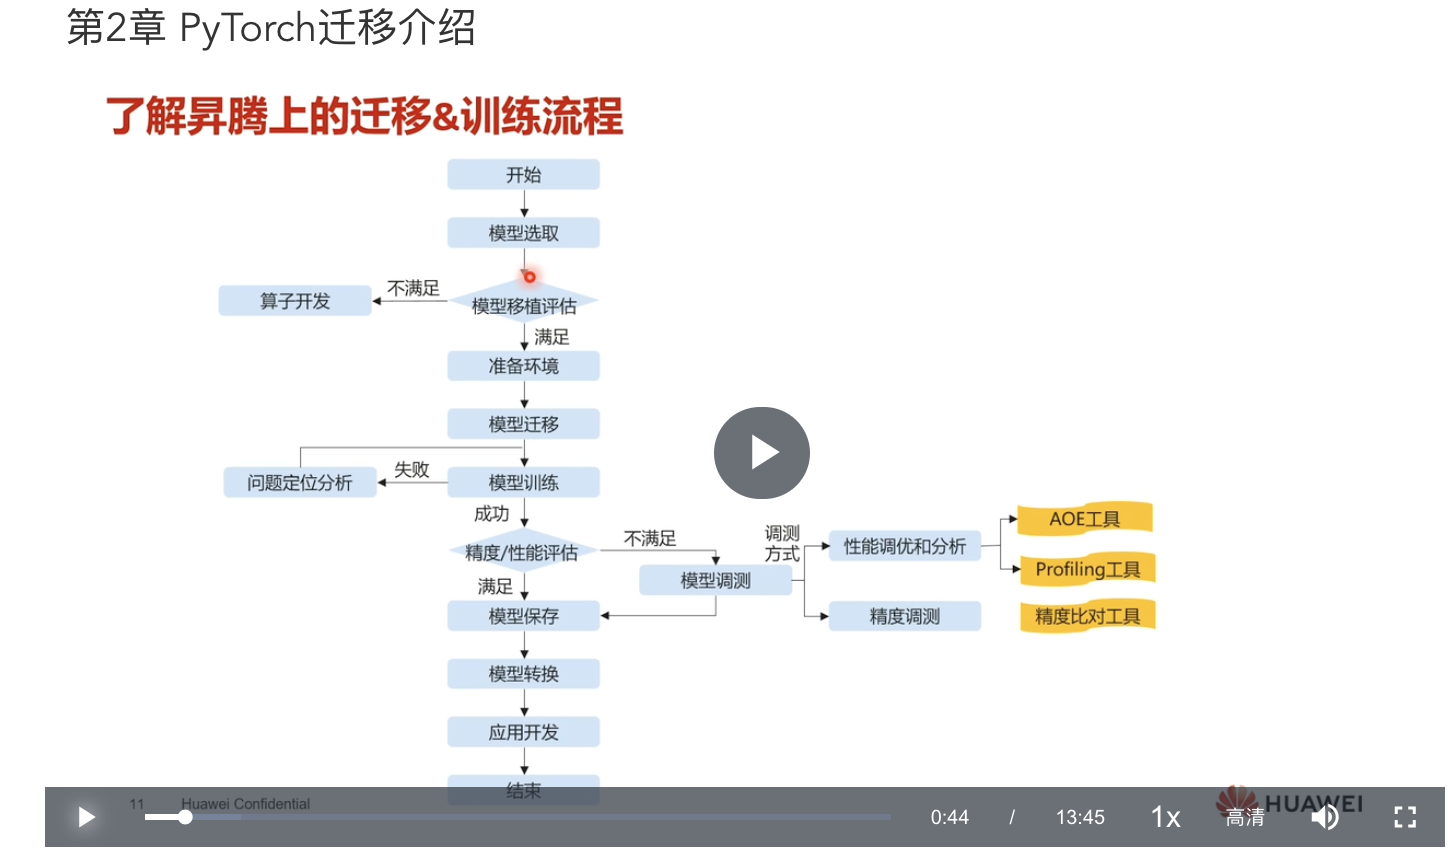 第2章 PyTorch迁移介绍
了解昇腾上的迁移&训练流程
开始
模型选取
不满足
算子开发
模型移植评估
满足
准备环境
模型迁移
失败
问题定位分析
模型训练
成功
精度/性能评估
不满足
调测
方式
模型调测
性能调优和分析
AOE工具
Profiling工具
满足
模型保存
精度调测
精度比对工具
模型转换
应用开发
结束
11 Huawei Confidential
HUAWEI
0:44 / 13:45 1x 高清